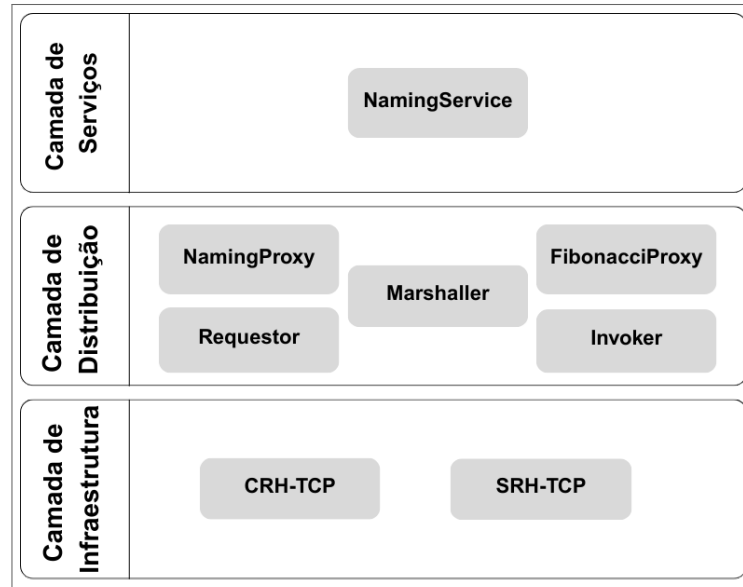 Camada de
Serviços
NamingService
Camada de
Distribuição
NamingProxy
FibonacciProxy
Marshaller
Requestor
Invoker
Camada de
Infraestrutura
CRH-TCP
SRH-TCP